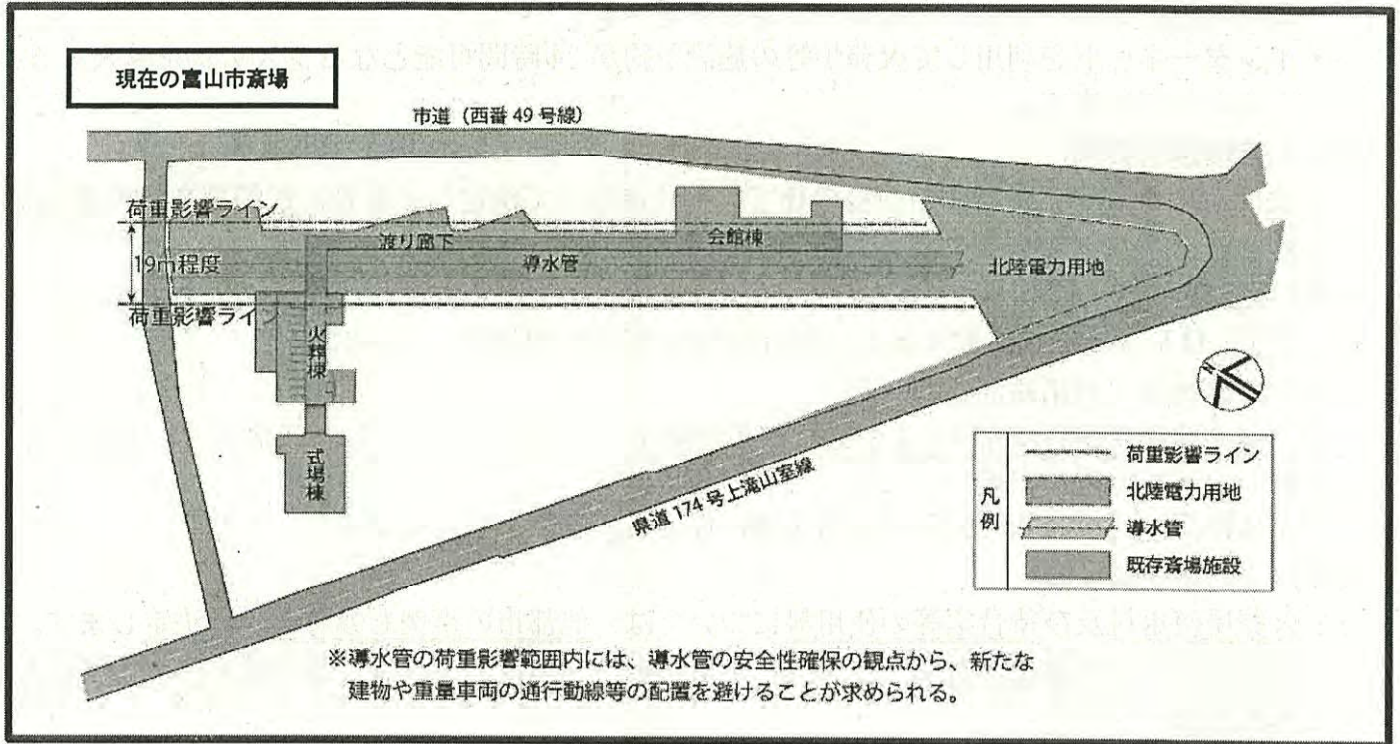 現在の富山市斎場
市道（西番49号線）
荷重影響ライン
渡り廊下
会館棟
19m程度
導水管
北陸電力用地
荷重影響ライン
火葬棟
式場棟
県道174号上滝山室線
N
凡例
荷重影響ライン
北陸電力用地
導水管
既存斎場施設
※導水管の荷重影響範囲内には、導水管の安全性確保の観点から、新たな
建物や重量車両の通行動線等の配置を避けることが求められる。